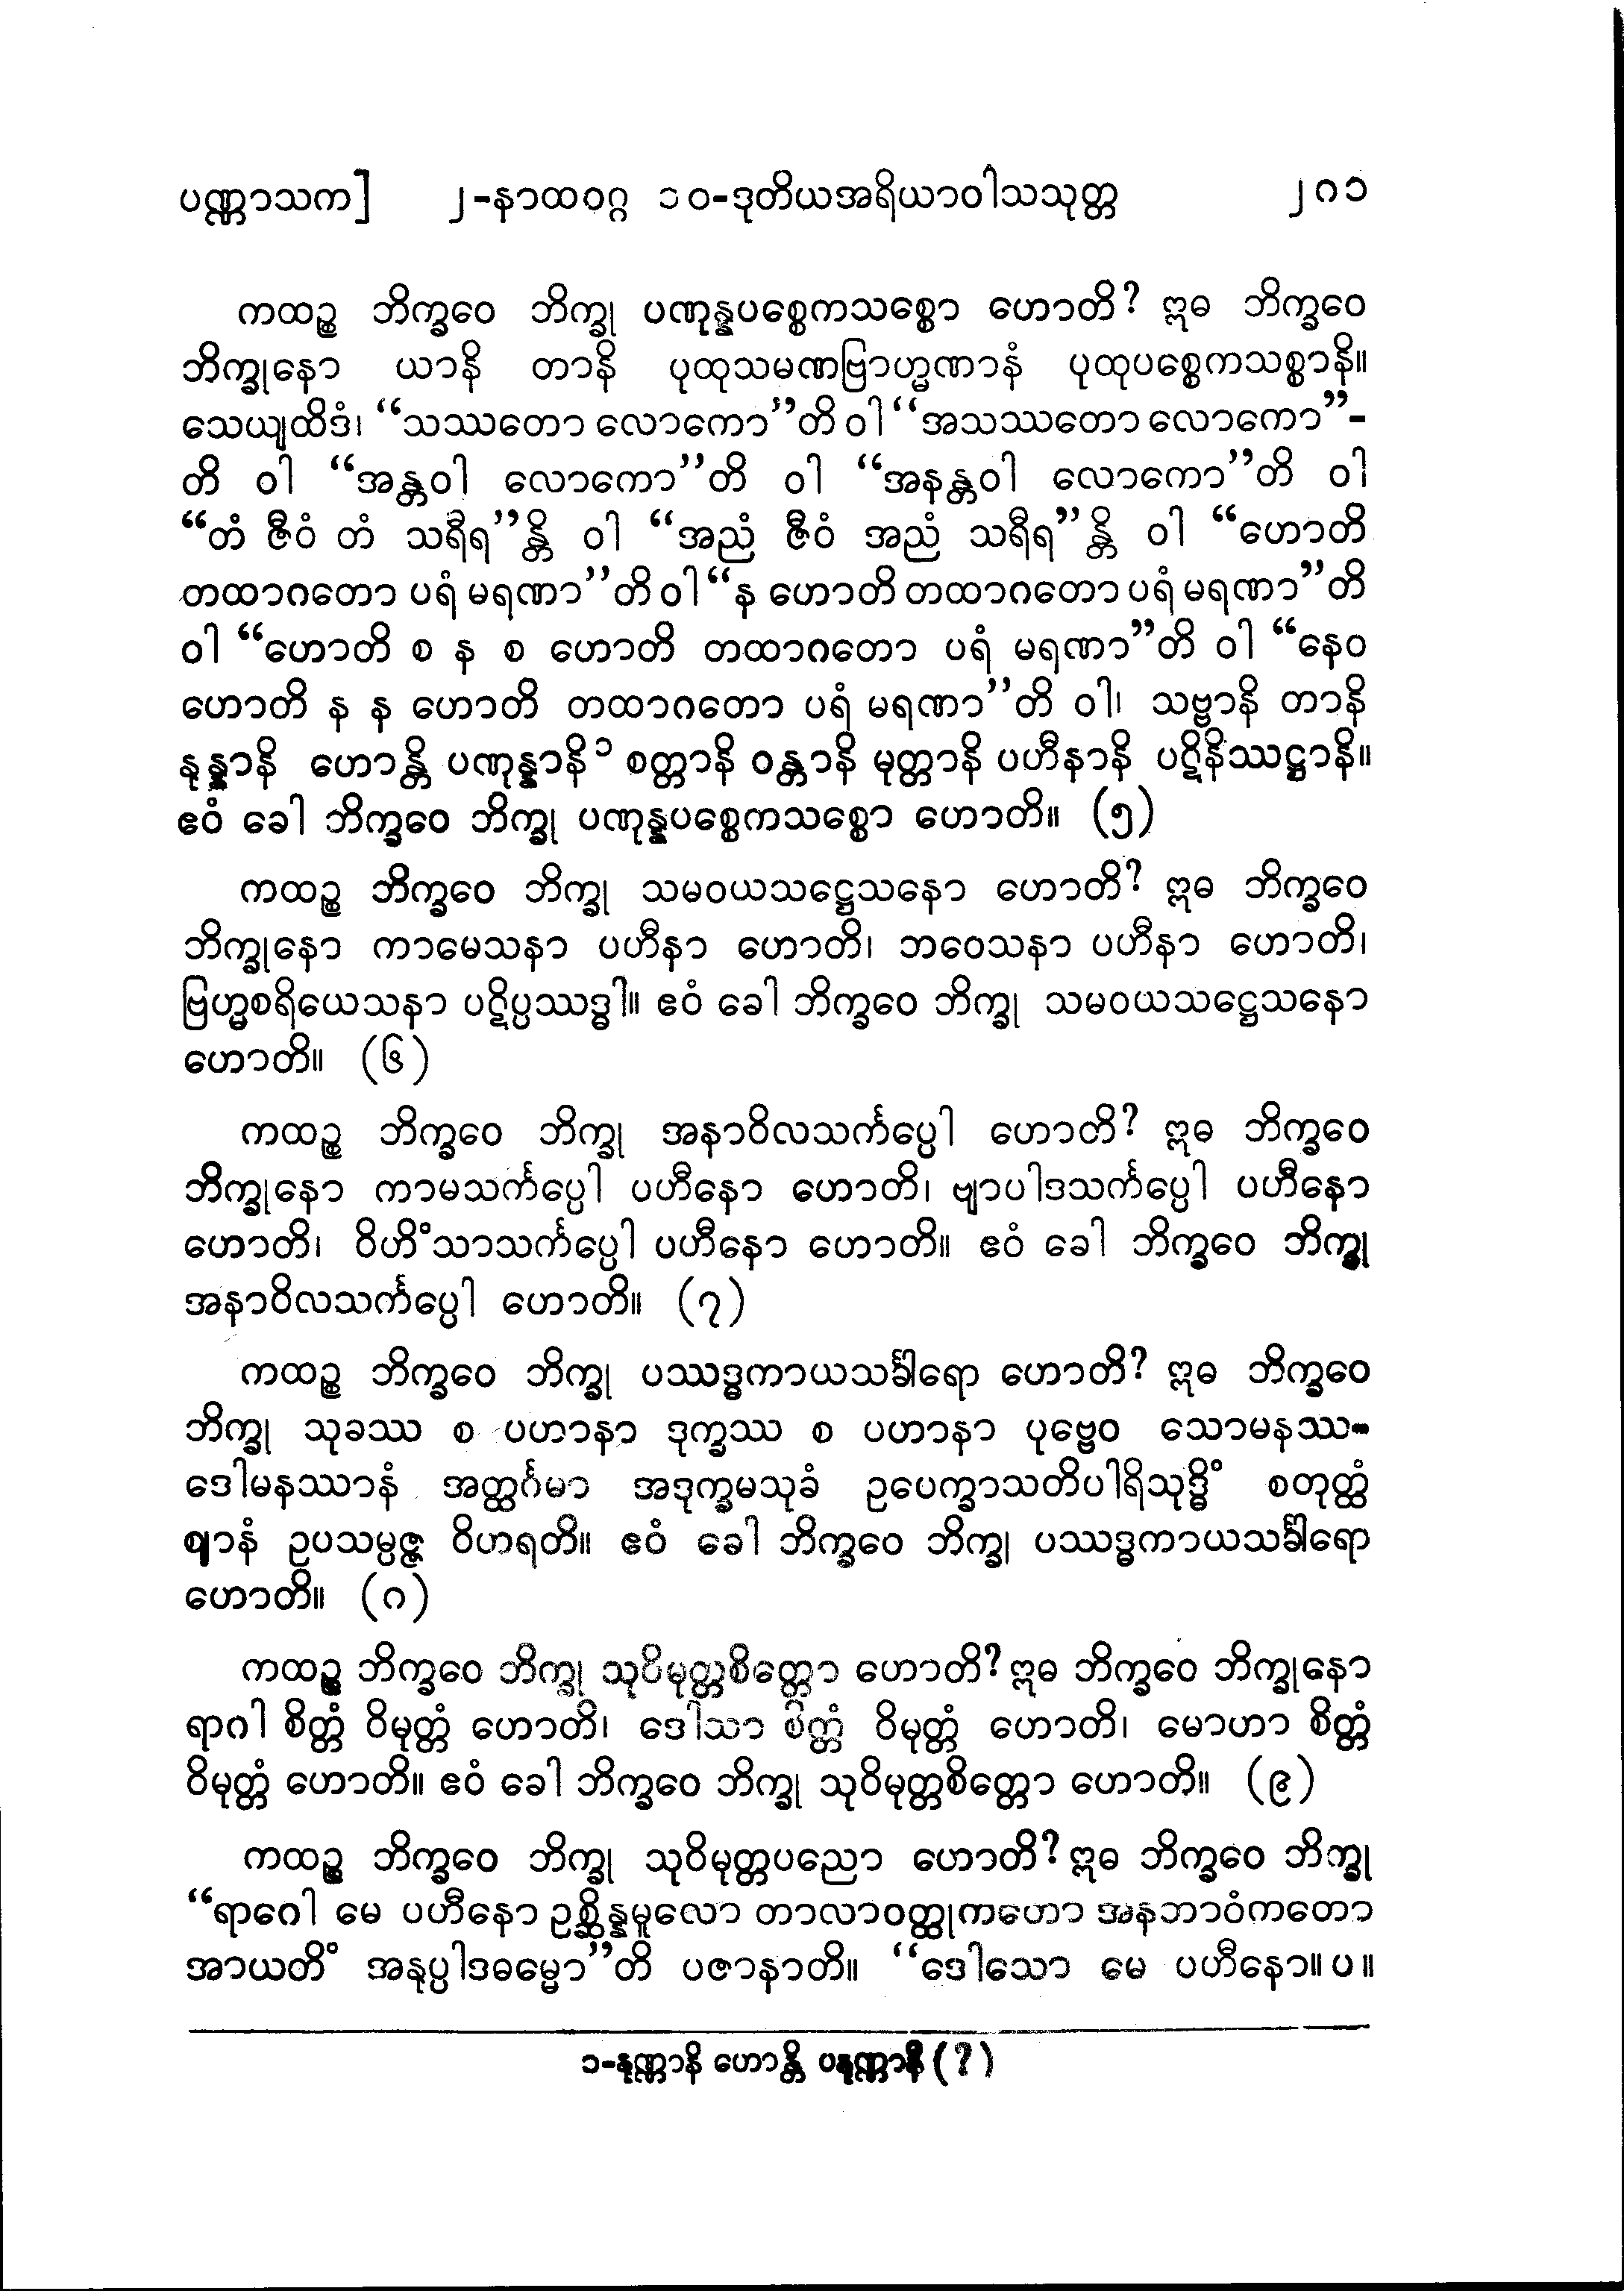 ပဏ္ဏာသက] ၂-နာထဝဂ္ဂ ၁၀-ဒုတိယအရိယာဝါသသုတ္တ ၂၈၁
ကထဉ္စ ဘိက္ခဝေ ဘိက္ခု ပဏုန္နပစ္စေကသစ္စော ဟောတိ? ဣဓ ဘိက္ခဝေ
ဘိက္ခုနော ယာနိ တာနိ ပုထုသမဏဗြာဟ္မဏာနံ ပုထုပစ္စေကသစ္စာနိ။
သေယျထိဒံ၊ “သဿတော လောကော”တိ ဝါ “အသဿတော လောကော”-
တိ ဝါ “အန္တဝါ လောကော”တိ ဝါ “အနန္တဝါ လောကော”တိ ဝါ
“တံ ဇီဝံ တံ သရီရ”န္တိ ဝါ “အညံ ဇီဝံ အညံ သရီရ”န္တိ ဝါ “ဟောတိ
တထာဂတော ပရံ မရဏာ”တိ ဝါ “န ဟောတိ တထာဂတော ပရံ မရဏာ”တိ
ဝါ “ဟောတိ စ န စ ဟောတိ တထာဂတော ပရံ မရဏာ”တိ ဝါ “နေဝ
ဟောတိ န န ဟောတိ တထာဂတော ပရံ မရဏာ”တိ ဝါ၊ သဗ္ဗာနိ တာနိ
နုန္နာနိ ဟောန္တိ ပဏုန္နာနိ၁ စတ္တာနိ ဝန္တာနိ မုတ္တာနိ ပဟီနာနိ ပဋိနိဿဋ္ဌာနိ။
ဧဝံ ခေါ ဘိက္ခဝေ ဘိက္ခု ပဏုန္နပစ္စေကသစ္စော ဟောတိ။ (၅)
ကထဉ္စ ဘိက္ခဝေ ဘိက္ခု သမဝယသဋ္ဌေသနော ဟောတိ? ဣဓ ဘိက္ခဝေ
ဘိက္ခုနော ကာမေသနာ ပဟီနာ ဟောတိ၊ ဘဝေသနာ ပဟီနာ ဟောတိ၊
ဗြဟ္မစရိယေသနာ ပဋိပ္ပဿဒ္ဓါ။ ဧဝံ ခေါ ဘိက္ခဝေ ဘိက္ခု သမဝယသဋ္ဌေသနော
ဟောတိ။ (၆)
ကထဉ္စ ဘိက္ခဝေ ဘိက္ခု အနာဝိလသင်္ကပ္ပေါ ဟောတိ? ဣဓ ဘိက္ခဝေ
ဘိက္ခုနော ကာမသင်္ကပ္ပေါ ပဟီနော ဟောတိ၊ ဗျာပါဒသင်္ကပ္ပေါ ပဟီနော
ဟောတိ၊ ဝိဟိံသာသင်္ကပ္ပေါ ပဟီနော ဟောတိ။ ဧဝံ ခေါ ဘိက္ခဝေ ဘိက္ခု
အနာဝိလသင်္ကပ္ပေါ ဟောတိ။ (၇)
ကထဉ္စ ဘိက္ခဝေ ဘိက္ခု ပဿဒ္ဓကာယသင်္ခါရော ဟောတိ? ဣဓ ဘိက္ခဝေ
ဘိက္ခု သုခဿ စ ပဟာနာ ဒုက္ခဿ စ ပဟာနာ ပုဗ္ဗေဝ သောမနဿ-
ဒေါမနဿာနံ အတ္ထင်္ဂမာ အဒုက္ခမသုခံ ဥပေက္ခာသတိပါရိသုဒ္ဓိံ စတုတ္ထံ
ဈာနံ ဥပသမ္ပဇ္ဇ ဝိဟရတိ။ ဧဝံ ခေါ ဘိက္ခဝေ ဘိက္ခု ပဿဒ္ဓကာယသင်္ခါရော
ဟောတိ။ (၈)
ကထဉ္စ ဘိက္ခဝေ ဘိက္ခု သုဝိမုတ္တစိတ္တော ဟောတိ? ဣဓ ဘိက္ခဝေ ဘိက္ခုနော
ရာဂါ စိတ္တံ ဝိမုတ္တံ ဟောတိ၊ ဒေါသာ စိတ္တံ ဝိမုတ္တံ ဟောတိ၊ မောဟာ စိတ္တံ
ဝိမုတ္တံ ဟောတိ။ ဧဝံ ခေါ ဘိက္ခဝေ ဘိက္ခု သုဝိမုတ္တစိတ္တော ဟောတိ။ (၉)
ကထဉ္စ ဘိက္ခဝေ ဘိက္ခု သုဝိမုတ္တပညော ဟောတိ? ဣဓ ဘိက္ခဝေ ဘိက္ခု
“ရာဂေါ မေ ပဟီနော ဥစ္ဆိန္နမူလော တာလာဝတ္ထုကတော အနဘာဝံကတော
အာယတိံ အနုပ္ပါဒဓမ္မော”တိ ပဇာနာတိ။ “ဒေါသော မေ ပဟီနော။ ပ။
၁-နုဏ္ဏာနိ ဟောန္တိ ပနုဏ္ဏာနိ (?)